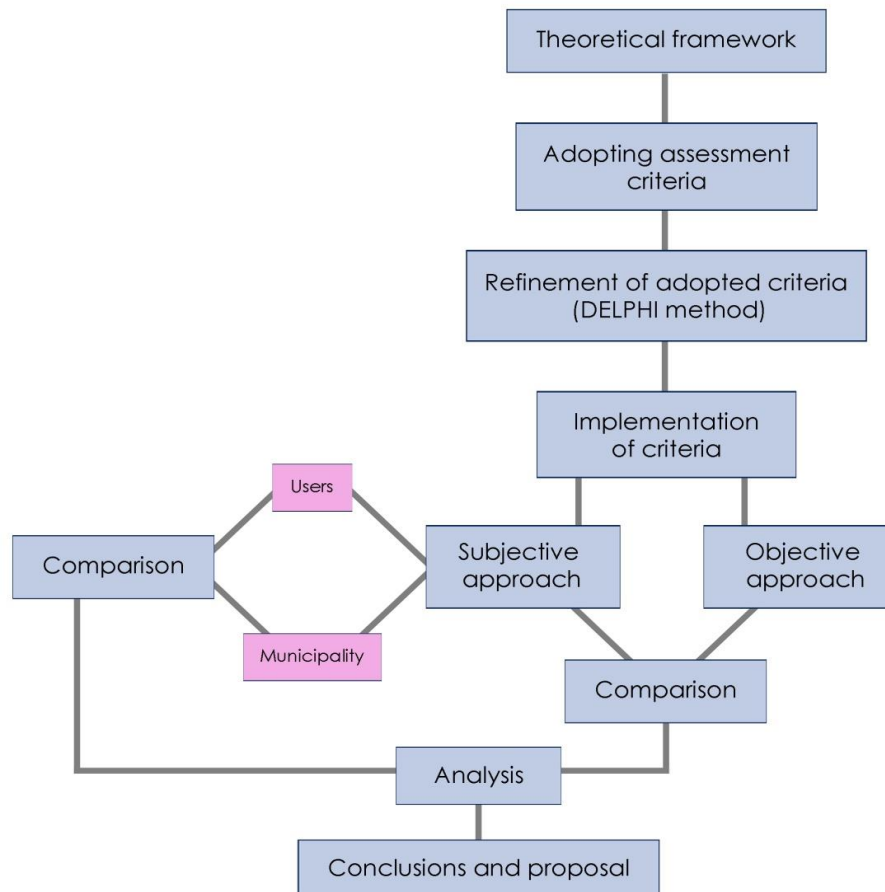 Theoretical framework
Adopting assessment
criteria
Refinement of adopted criteria
(DELPHI method)
Implementation
of criteria
Users
Comparison
Subjective
approach
Objective
approach
Municipality
Comparison
Analysis
Conclusions and proposal